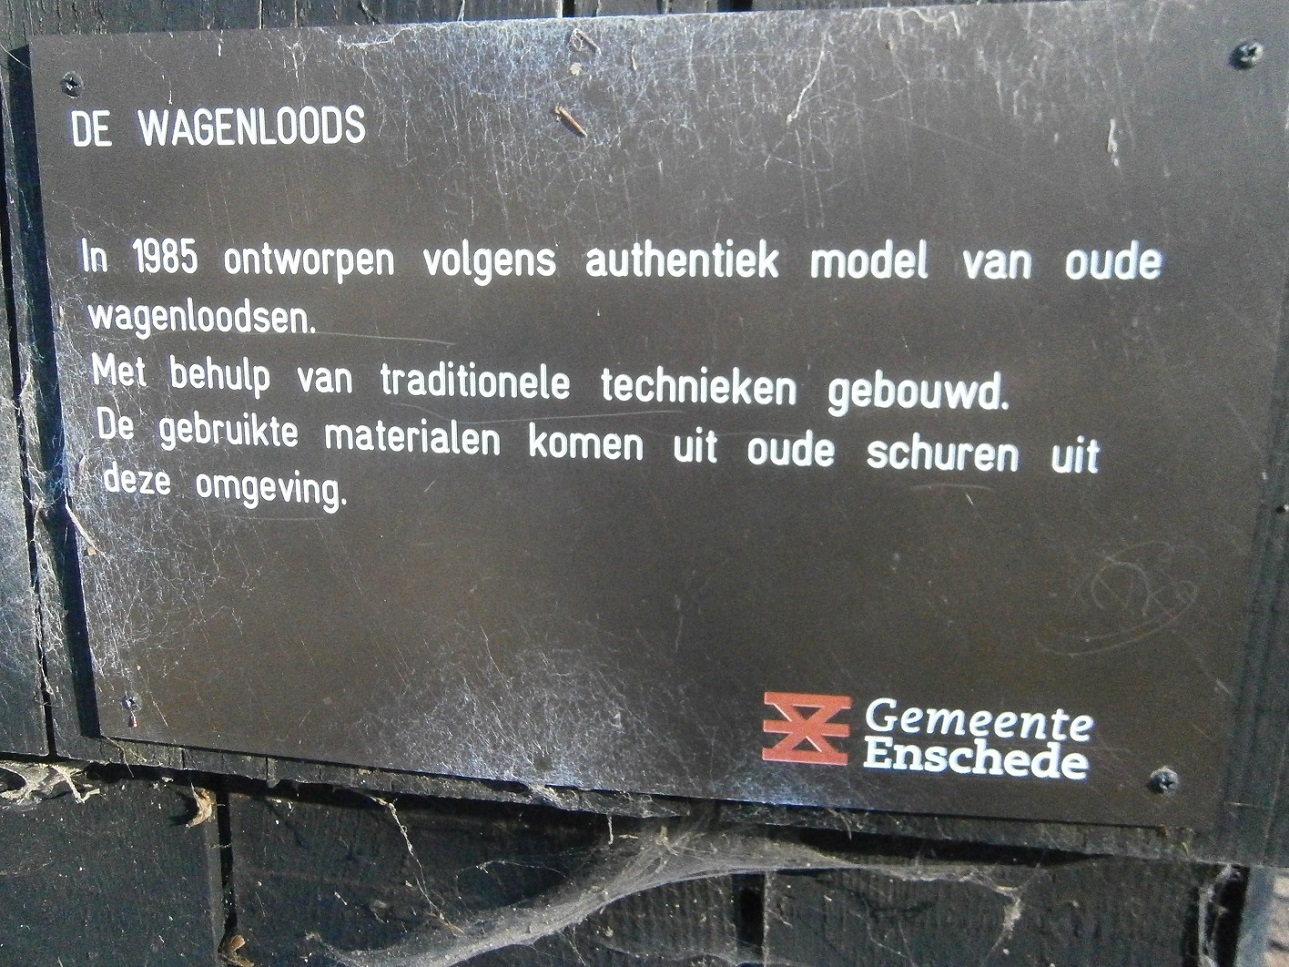 DE WAGENLOODS
In 1985 ontworpen volgens authentiek model van oude
wagenloodsen.
Met behulp van traditionele technieken gebouwd.
De gebruikte materialen komen uit oude schuren uit
deze omgeving.
Gemeente
Enschede